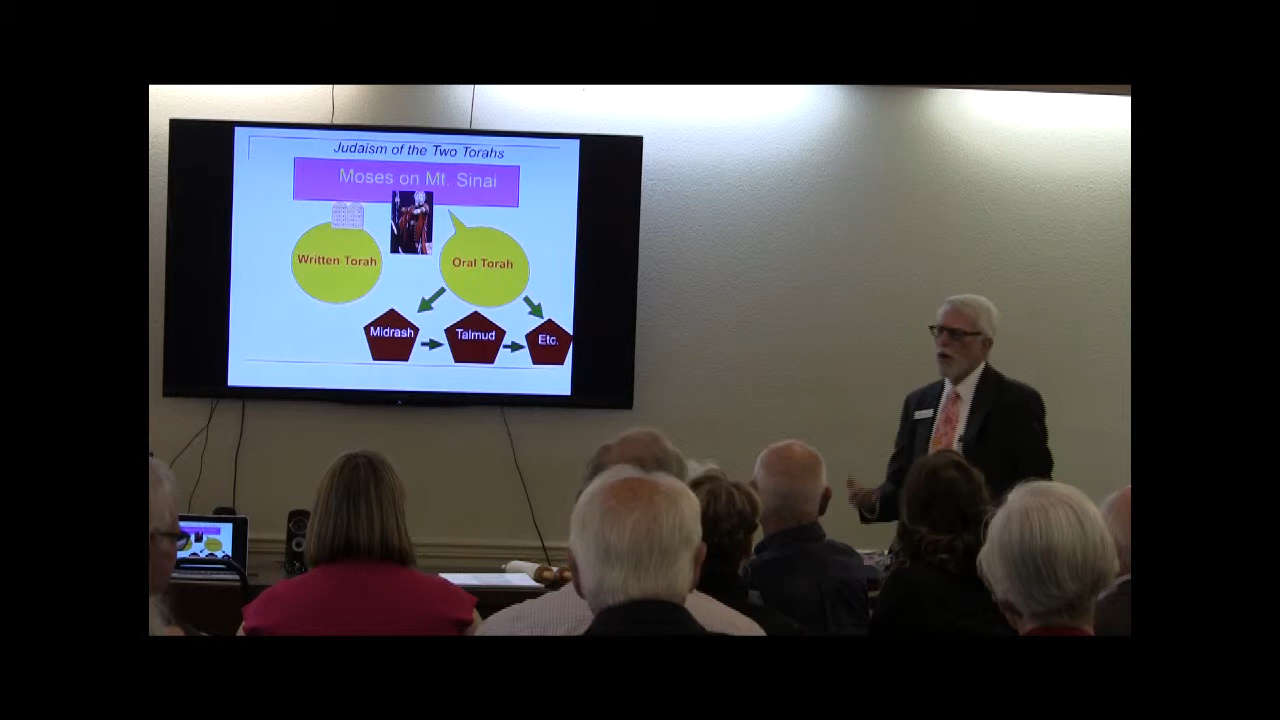 Judaism of the Two Torahs
Moses on Mt. Sinai
Written Torah
Oral Torah
Midrash
Talmud
Etc.